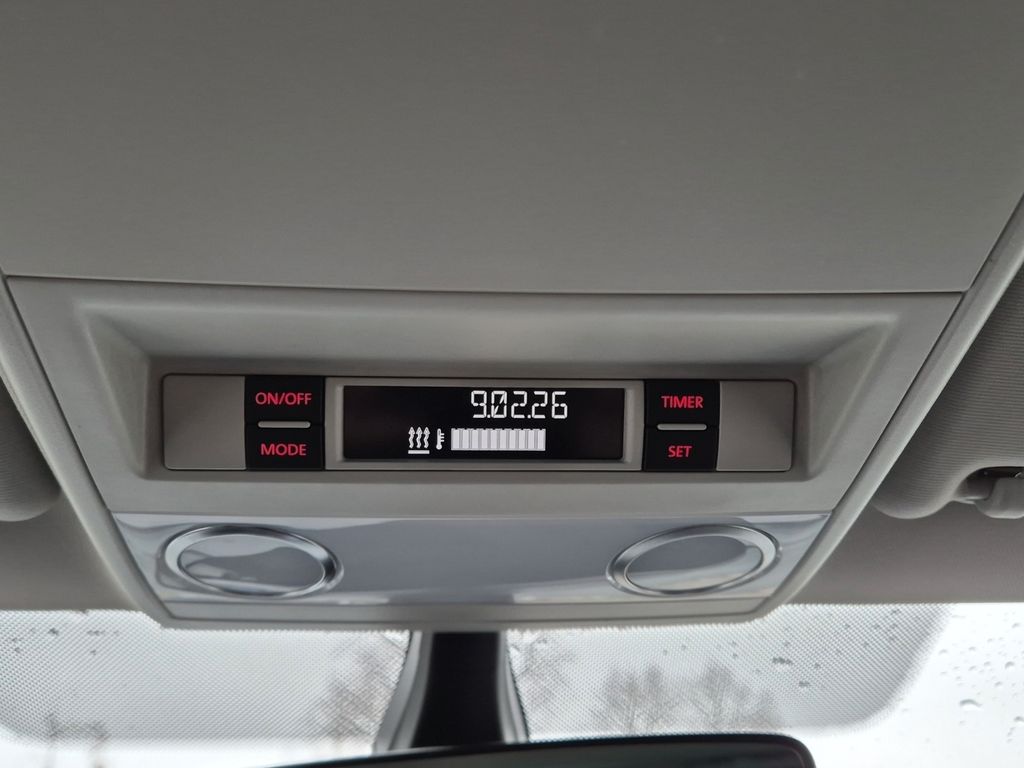 ON/OFF
MODE
9.02.26
TIMER
SET